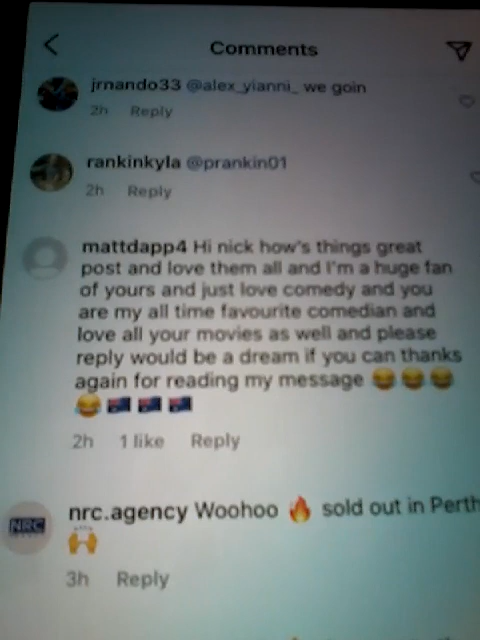 Comments
jrnando33 @alex_yianni_ we goin
2h Reply
rankinkyla @prankin01
2h Reply
mattdapp4 Hi nick how's things great
post and love them all and I'm a huge fan
of yours and just love comedy and you
are my all time favourite comedian and
love all your movies as well and please
reply would be a dream if you can thanks
again for reading my message 😂😂😂
😂🇦🇺🇦🇺🇦🇺
2h 1 like Reply
NRC
nrc.agency Woohoo 🔥 sold out in Perth
🙌
3h Reply